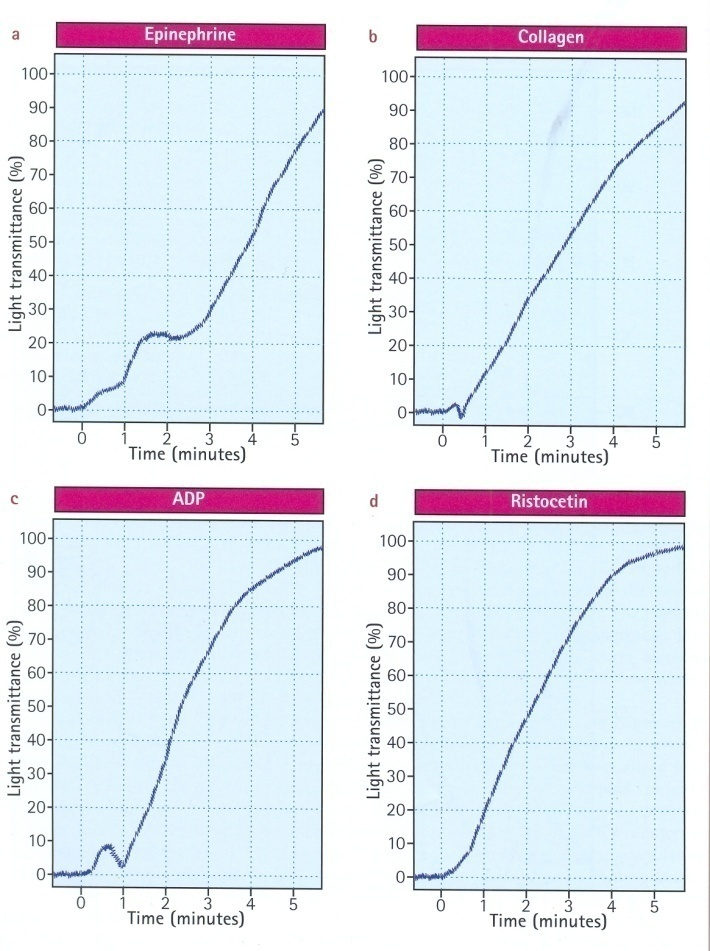 a
Epinephrine
Light transmittance (%)
100
90
80
70
60
50
40
30
20
10
0
0 1 2 3 4 5
Time (minutes)
b
Collagen
Light transmittance (%)
100
90
80
70
60
50
40
30
20
10
0
0 1 2 3 4 5
Time (minutes)
c
ADP
Light transmittance (%)
100
90
80
70
60
50
40
30
20
10
0
0 1 2 3 4 5
Time (minutes)
d
Ristocetin
Light transmittance (%)
100
90
80
70
60
50
40
30
20
10
0
0 1 2 3 4 5
Time (minutes)